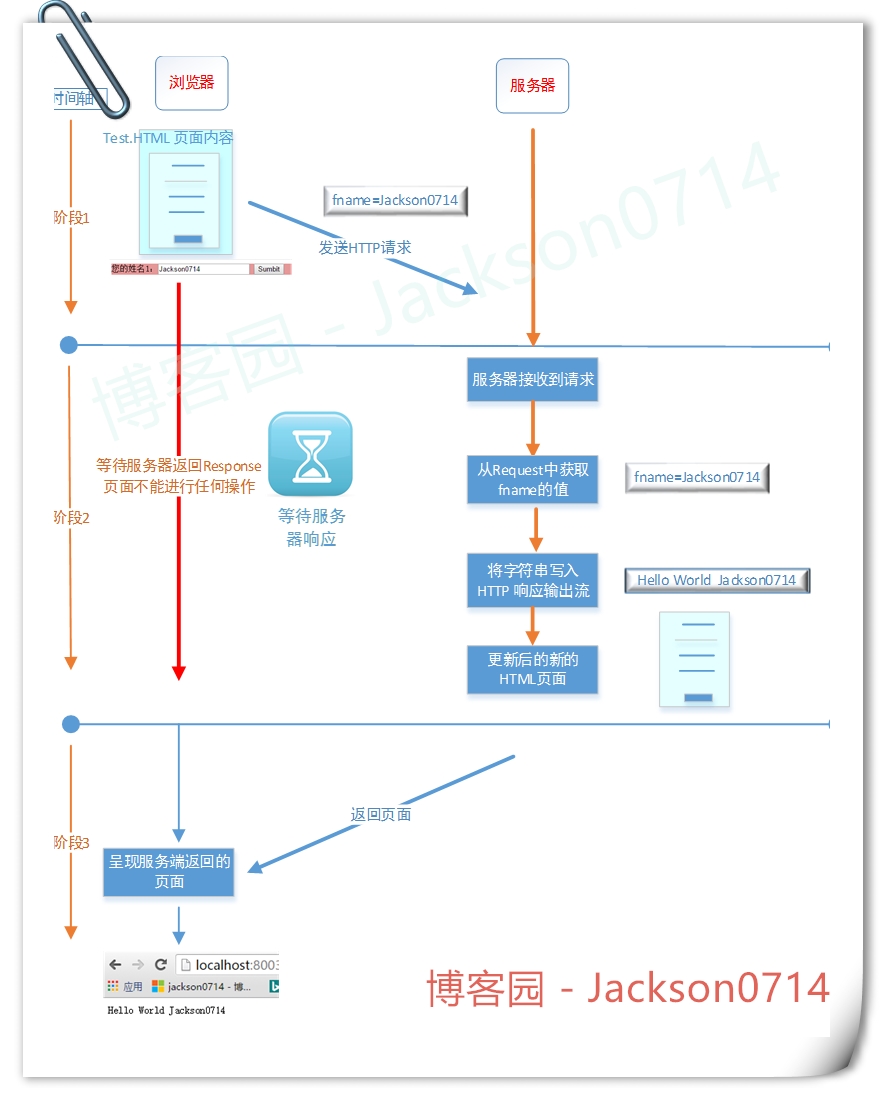 浏览器
服务器
时间轴
Test.HTML 页面内容
fname=Jackson0714
阶段1
发送HTTP请求
您的姓名1: Jackson0714 Sumbit
博客园 - Jackson0714
服务器接收到请求
等待服务器返回Response
页面不能进行任何操作
从Request中获取
fname的值
fname=Jackson0714
阶段2
等待服务
器响应
将字符串写入
HTTP 响应输出流
Hello World Jackson0714
更新后的新的
HTML页面
返回页面
阶段3
呈现服务端返回的
页面
localhost:8003
应用 jackson0714 - 博...
Hello World Jackson0714
博客园 - Jackson0714